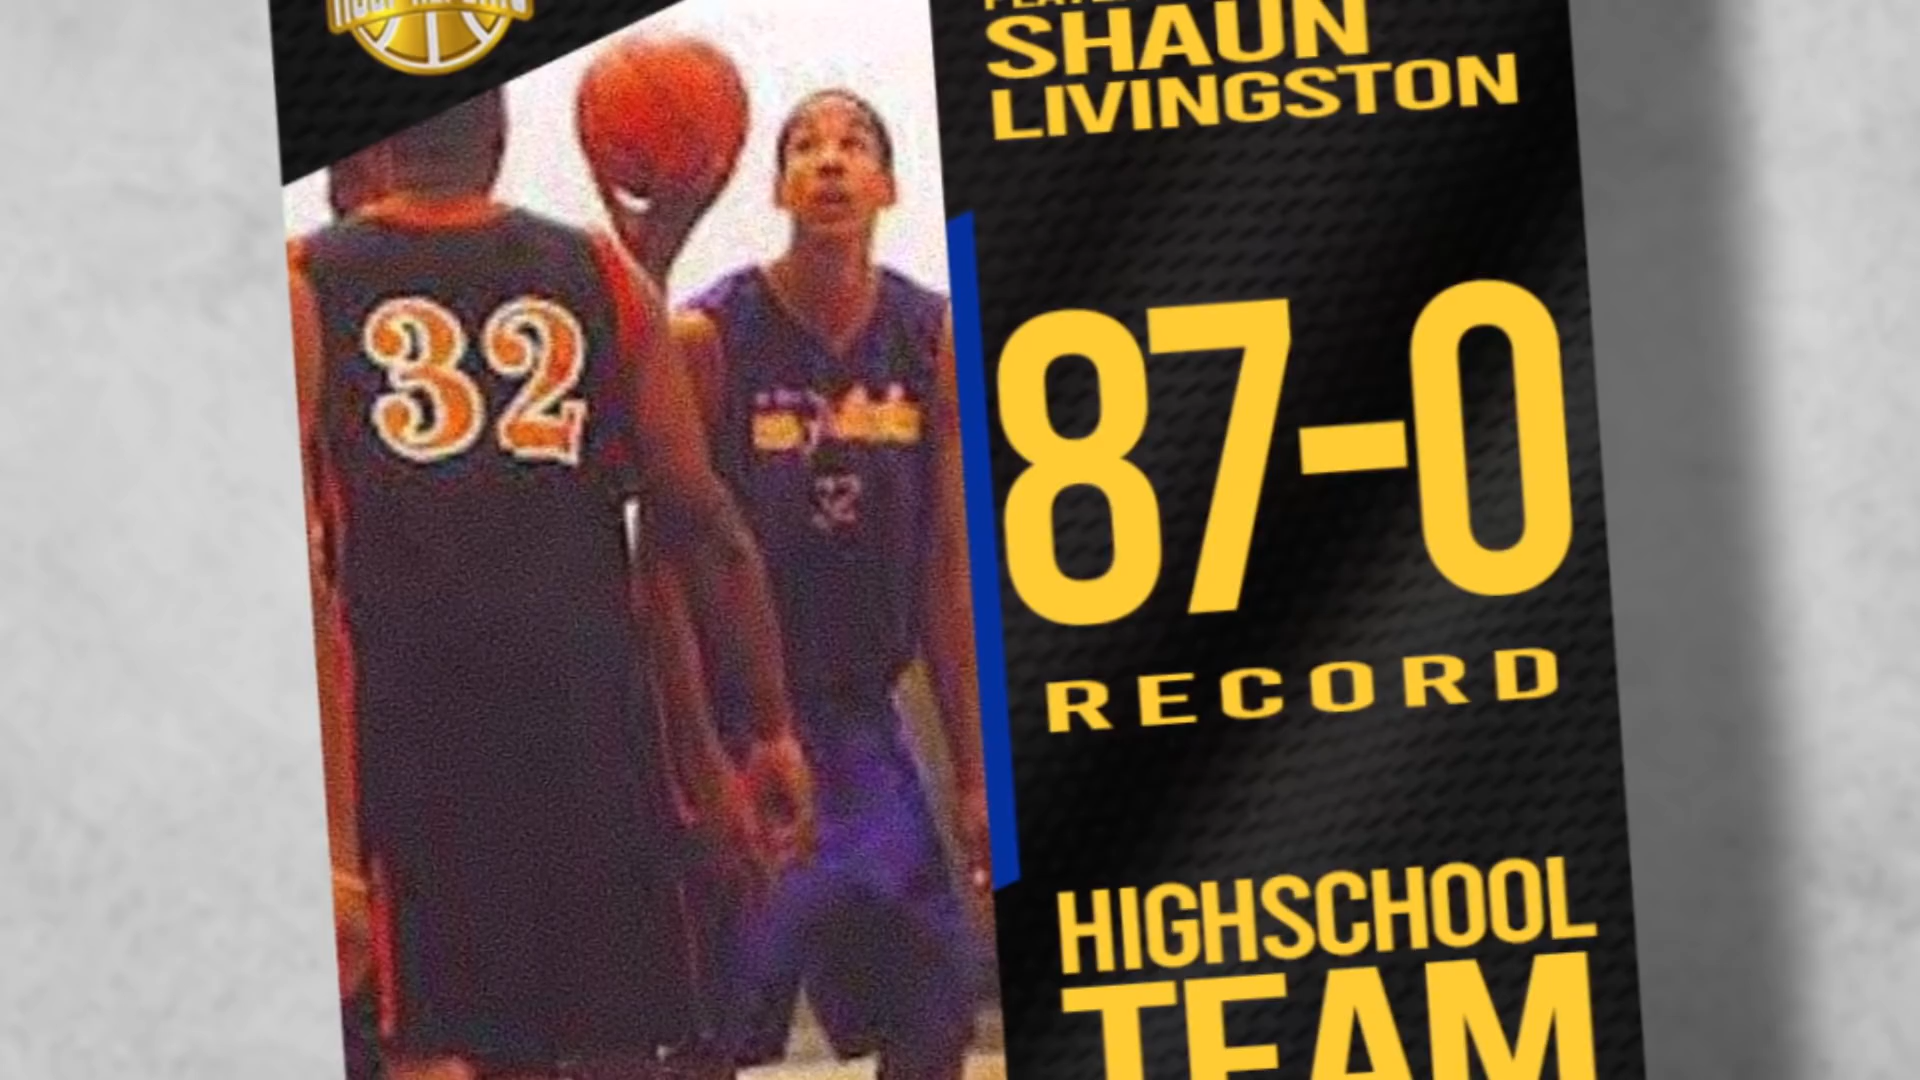 SHAUN
LIVINGSTON
87-0
RECORD
HIGHSCHOOL
TEAM
32
32